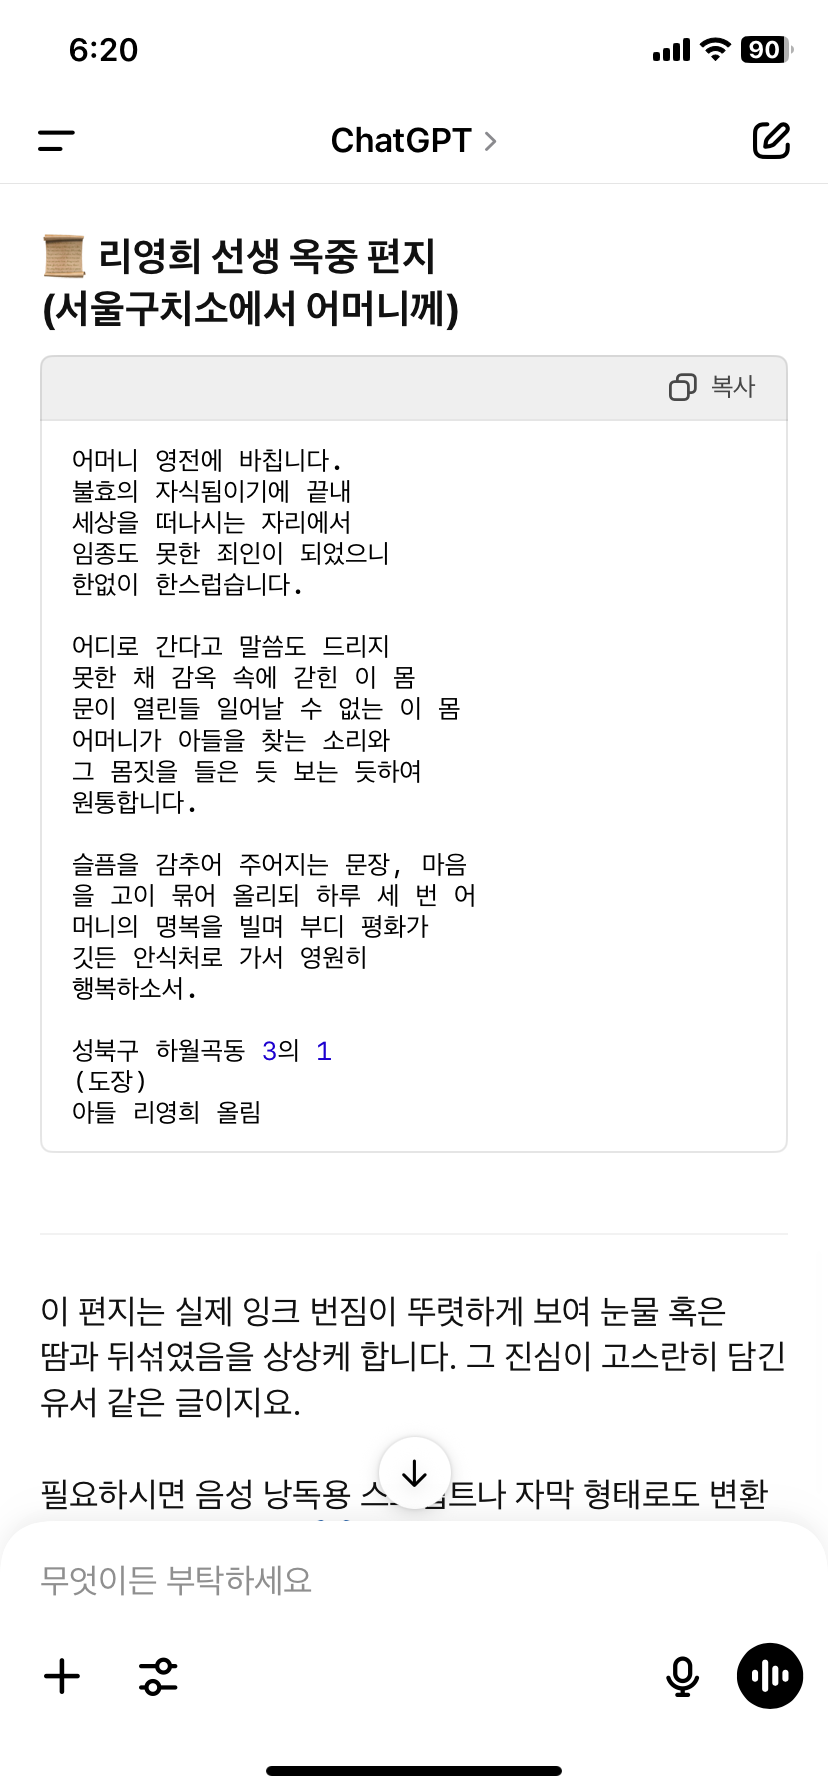 6:20
90
ChatGPT
리영희 선생 옥중 편지
(서울구치소에서 어머니께)
복사
어머니 영전에 바칩니다.
불효의 자식됨이기에 끝내
세상을 떠나시는 자리에서
임종도 못한 죄인이 되었으니
한없이 한스럽습니다.
어디로 간다고 말씀도 드리지
못한 채 감옥 속에 갇힌 이 몸
문이 열린들 일어날 수 없는 이 몸
어머니가 아들을 찾는 소리와
그 몸짓을 들은 듯 보는 듯하여
원통합니다.
슬픔을 감추어 주어지는 문장, 마음
을 고이 묶어 올리되 하루 세 번 어
머니의 명복을 빌며 부디 평화가
깃든 안식처로 가서 영원히
행복하소서.
성북구 하월곡동 3의 1
(도장)
아들 리영희 올림
이 편지는 실제 잉크 번짐이 뚜렷하게 보여 눈물 혹은
땀과 뒤섞였음을 상상케 합니다. 그 진심이 고스란히 담긴
유서 같은 글이지요.
필요하시면 음성 낭독용 자막 형태로도 변환
무엇이든 부탁하세요